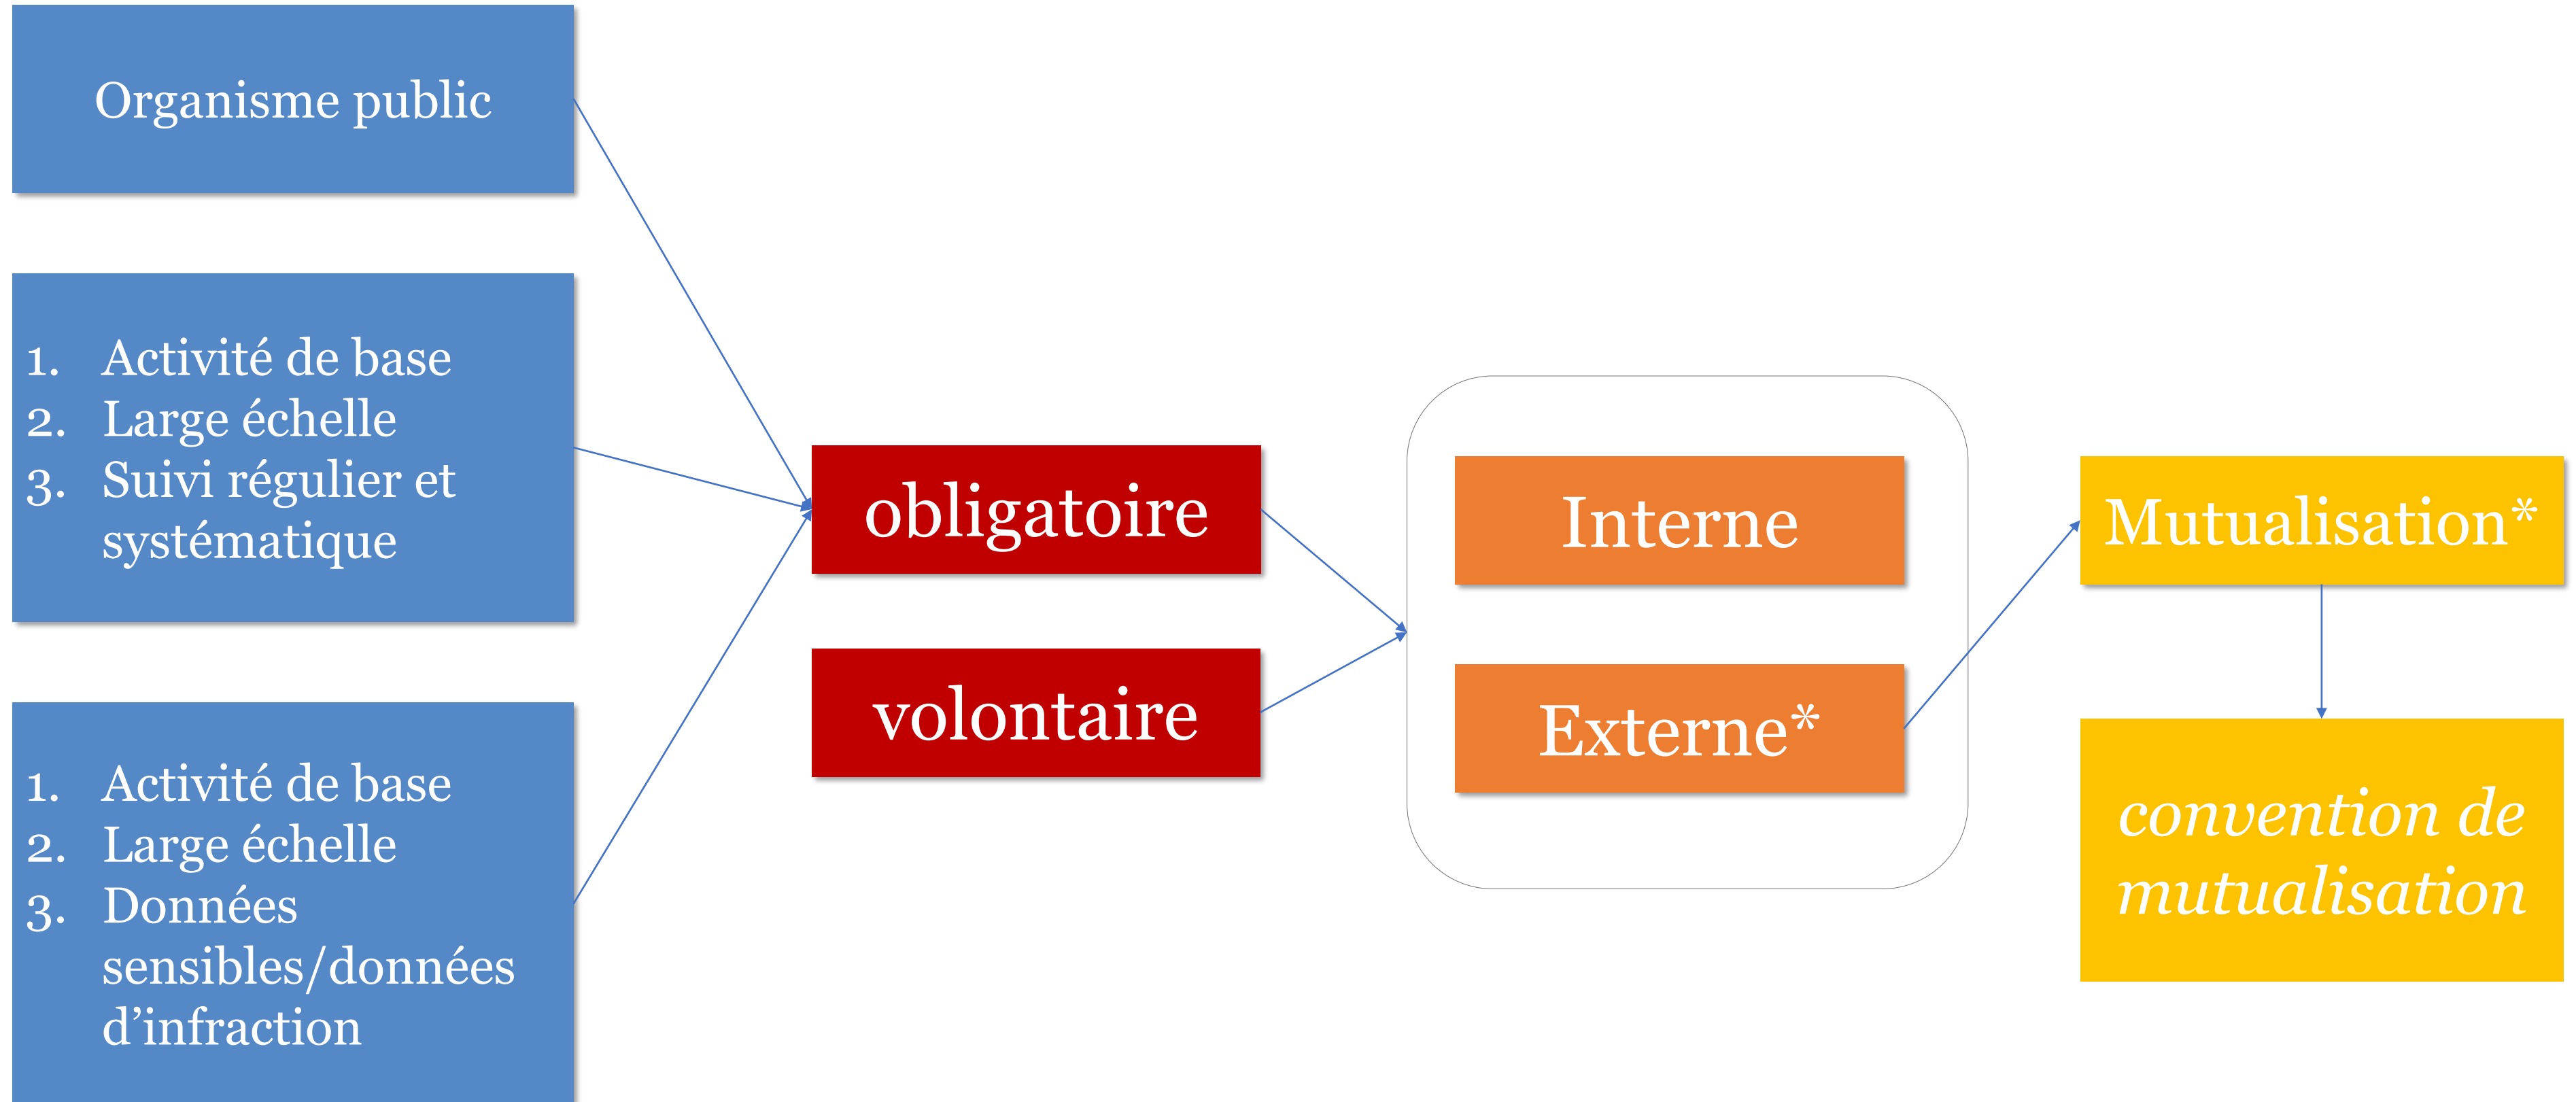 Organisme public
1. Activité de base
2. Large échelle
3. Suivi régulier et
systématique
1. Activité de base
2. Large échelle
3. Données
sensibles/données
d’infraction
obligatoire
volontaire
Interne
Externe*
Mutualisation*
convention de
mutualisation